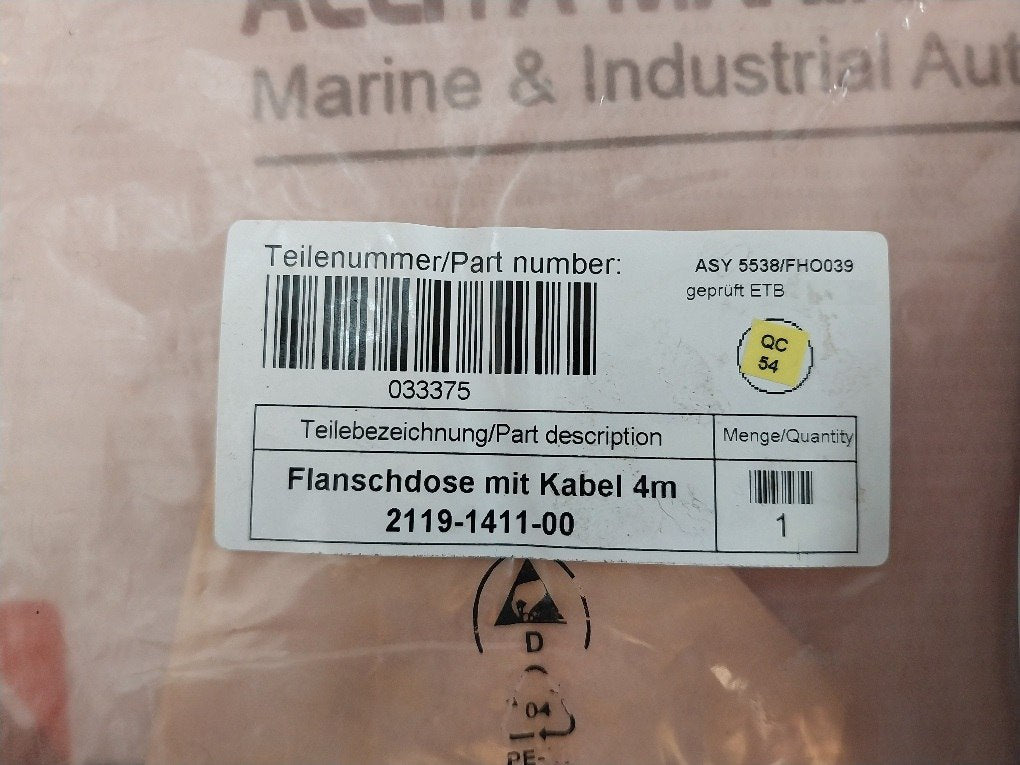 Marine & Industrial Aut
Teilenummer/Part number:
033375
ASY 5538/FHO039
geprüft ETB
QC
54
Teilebezeichnung/Part description
Menge/Quantity
Flanschdose mit Kabel 4m
2119-1411-00
1
D
04
PE-